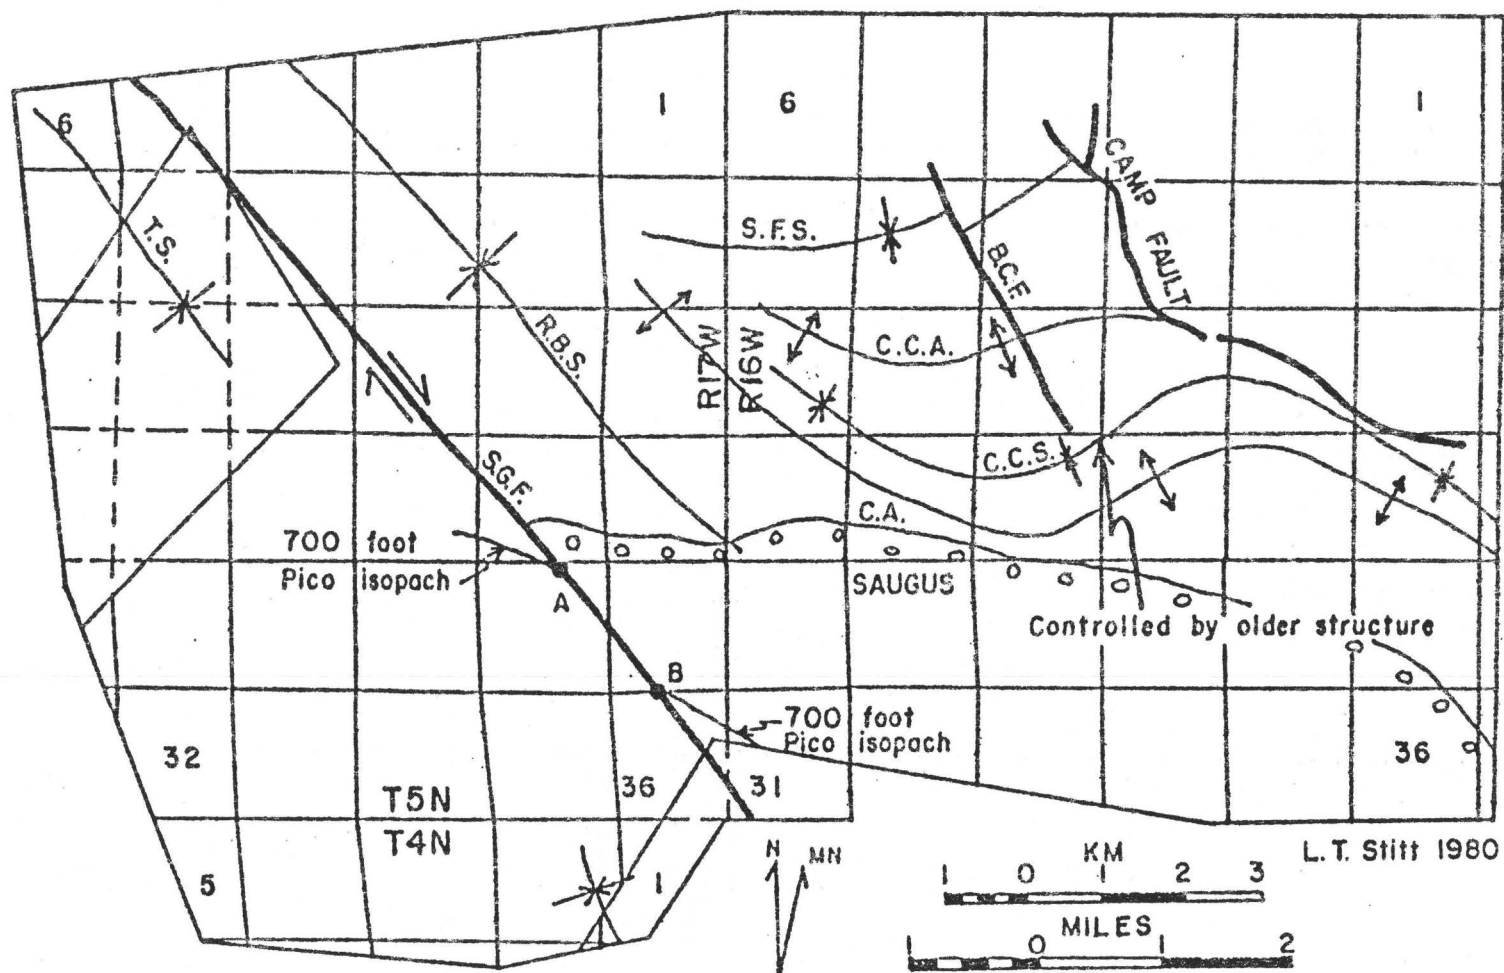 1
6
1
6
CAMP FAULT
T.S.
S.F.S.
B.C.F.
R.B.S.
R17W
R16W
C.C.A.
S.G.F.
C.C.S.
C.A.
700 foot
Pico isopach
A
SAUGUS
Controlled by older structure
B
700 foot
Pico isopach
32
36
31
36
T5N
T4N
5
1
N
MN
L.T. Stitt 1980
KM
1 0 1 2 3
MILES
1 0 1 2